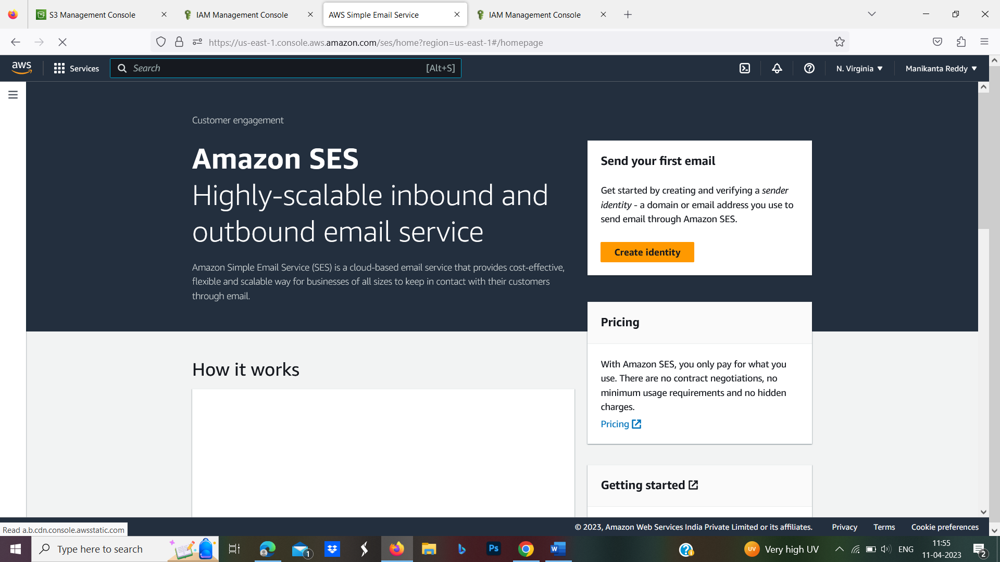 S3 Management Console
IAM Management Console
AWS Simple Email Service
IAM Management Console
https://us-east-1.console.aws.amazon.com/ses/home?region=us-east-1#/homepage
aws
Services
Search
[Alt+S]
N. Virginia
Manikanta Reddy
Customer engagement
Amazon SES
Highly-scalable inbound and
outbound email service
Amazon Simple Email Service (SES) is a cloud-based email service that provides cost-effective,
flexible and scalable way for businesses of all sizes to keep in contact with their customers
through email.
Send your first email
Get started by creating and verifying a sender
identity - a domain or email address you use to
send email through Amazon SES.
Create identity
Pricing
With Amazon SES, you only pay for what you
use. There are no contract negotiations, no
minimum usage requirements and no hidden
charges.
Pricing
How it works
Getting started
Read a.b.cdn.console.awsstatic.com
© 2023, Amazon Web Services India Private Limited or its affiliates.
Privacy
Terms
Cookie preferences
Type here to search
1
Ps
W
UV
Very high UV
ENG
11:55
11-04-2023
2